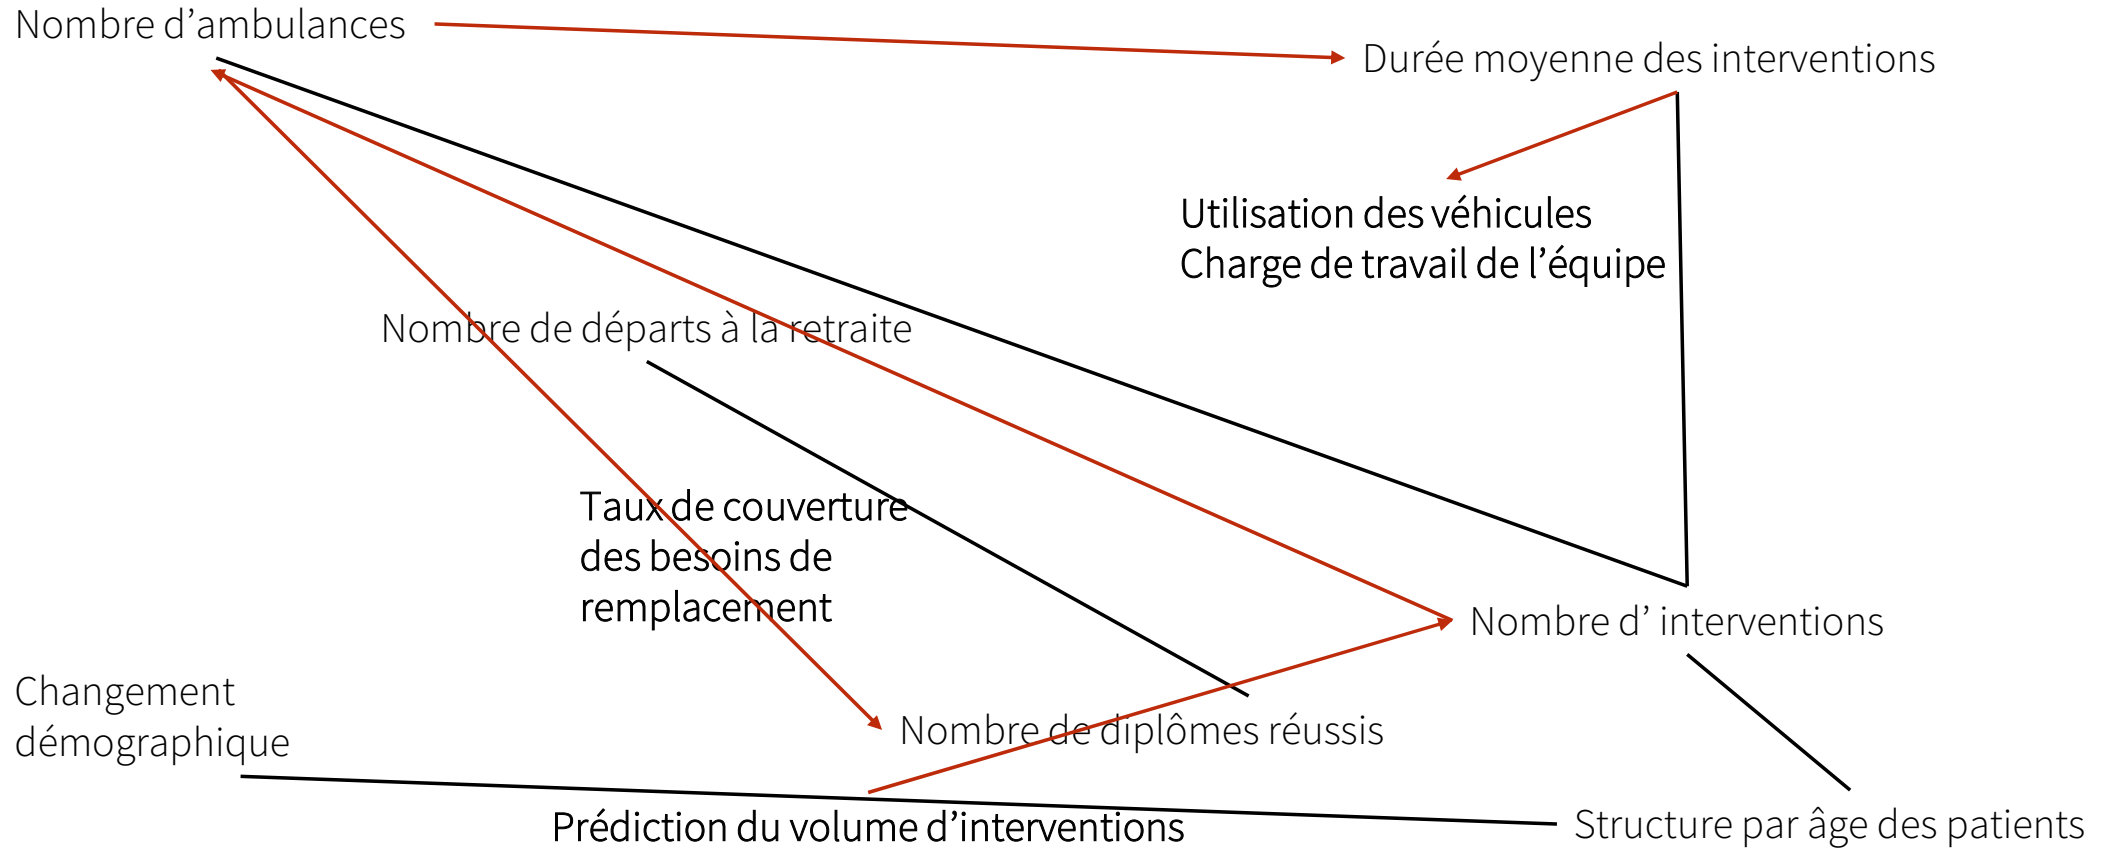 Nombre d’ambulances
Durée moyenne des interventions
Utilisation des véhicules
Charge de travail de l’équipe
Nombre de départs à la retraite
Taux de couverture
des besoins de
remplacement
Nombre d’ interventions
Changement
démographique
Nombre de diplômes réussis
Prédiction du volume d’interventions
Structure par âge des patients